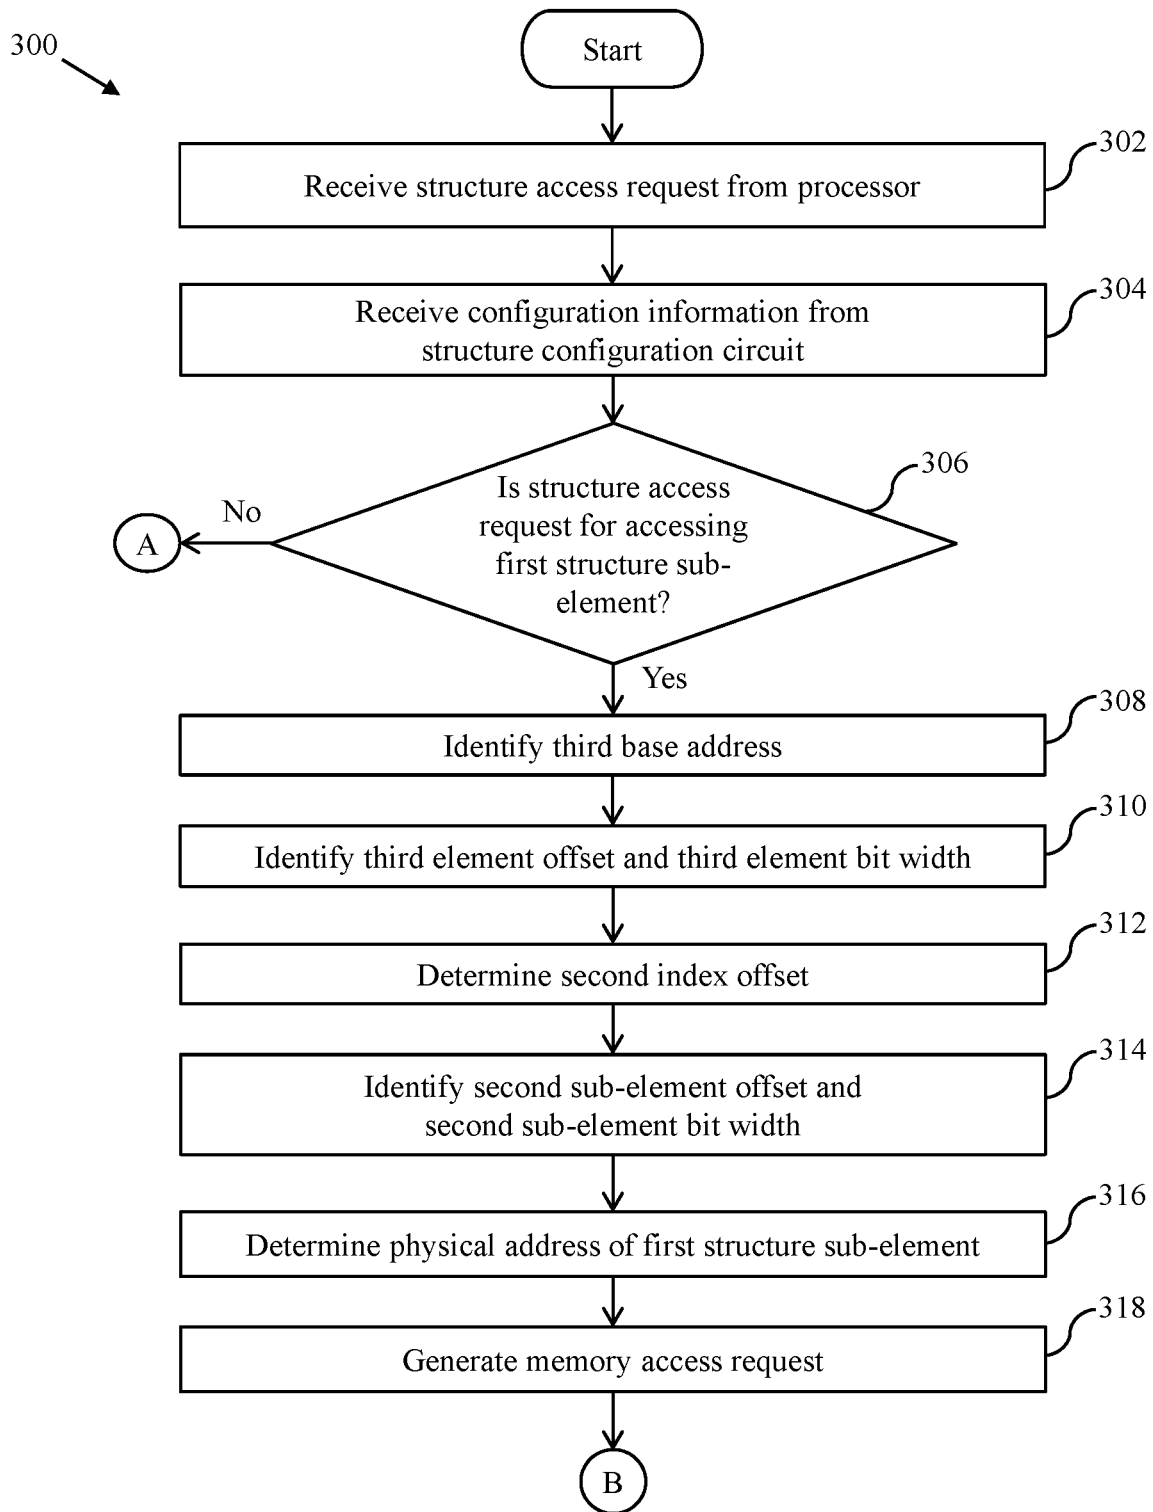 300
Start
302
Receive structure access request from processor
304
Receive configuration information from
structure configuration circuit
306
Is structure access
request for accessing
first structure sub-
element?
No
A
Yes
308
Identify third base address
310
Identify third element offset and third element bit width
312
Determine second index offset
314
Identify second sub-element offset and
second sub-element bit width
316
Determine physical address of first structure sub-element
318
Generate memory access request
B